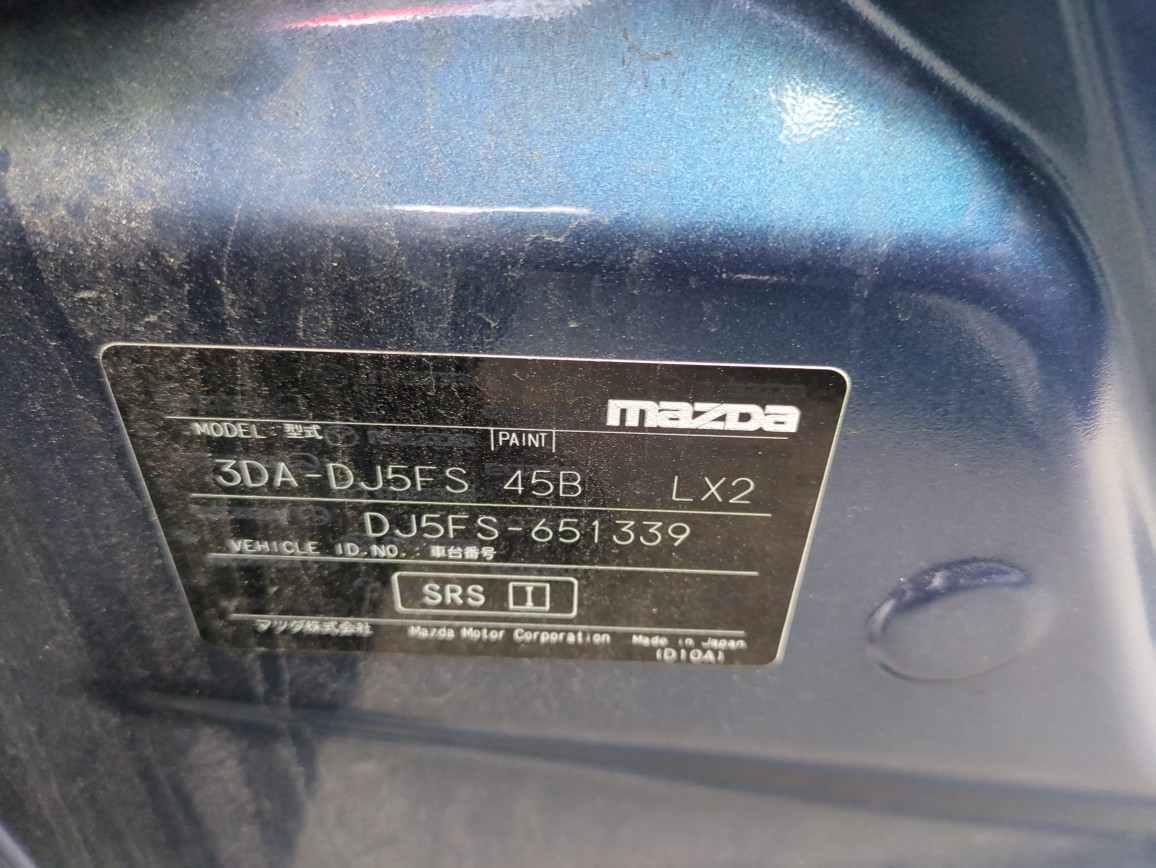 mazda
MODEL : 型式 PAINT
3DA-DJ5FS 45B LX2
DJ5FS-651339
VEHICLE ID.NO. : 車台番号
SRS I
マツダ株式会社 Mazda Motor Corporation Made in Japan
(D10A)